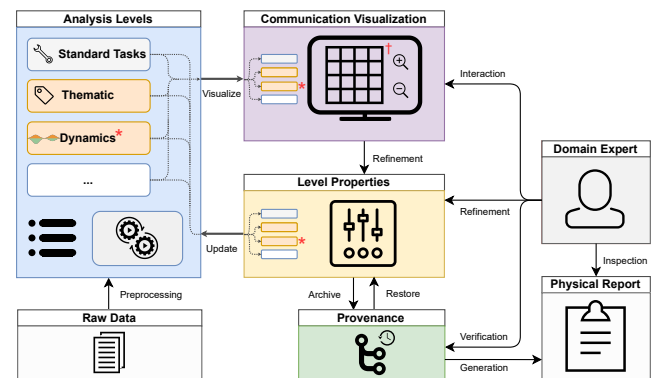 Analysis Levels
Standard Tasks
Thematic
Dynamics*
...
Visualize
Communication Visualization
*
†
Interaction
Refinement
Domain Expert
Level Properties
*
Update
Refinement
Inspection
Preprocessing
Archive
Restore
Physical Report
Raw Data
Provenance
Verification
Generation